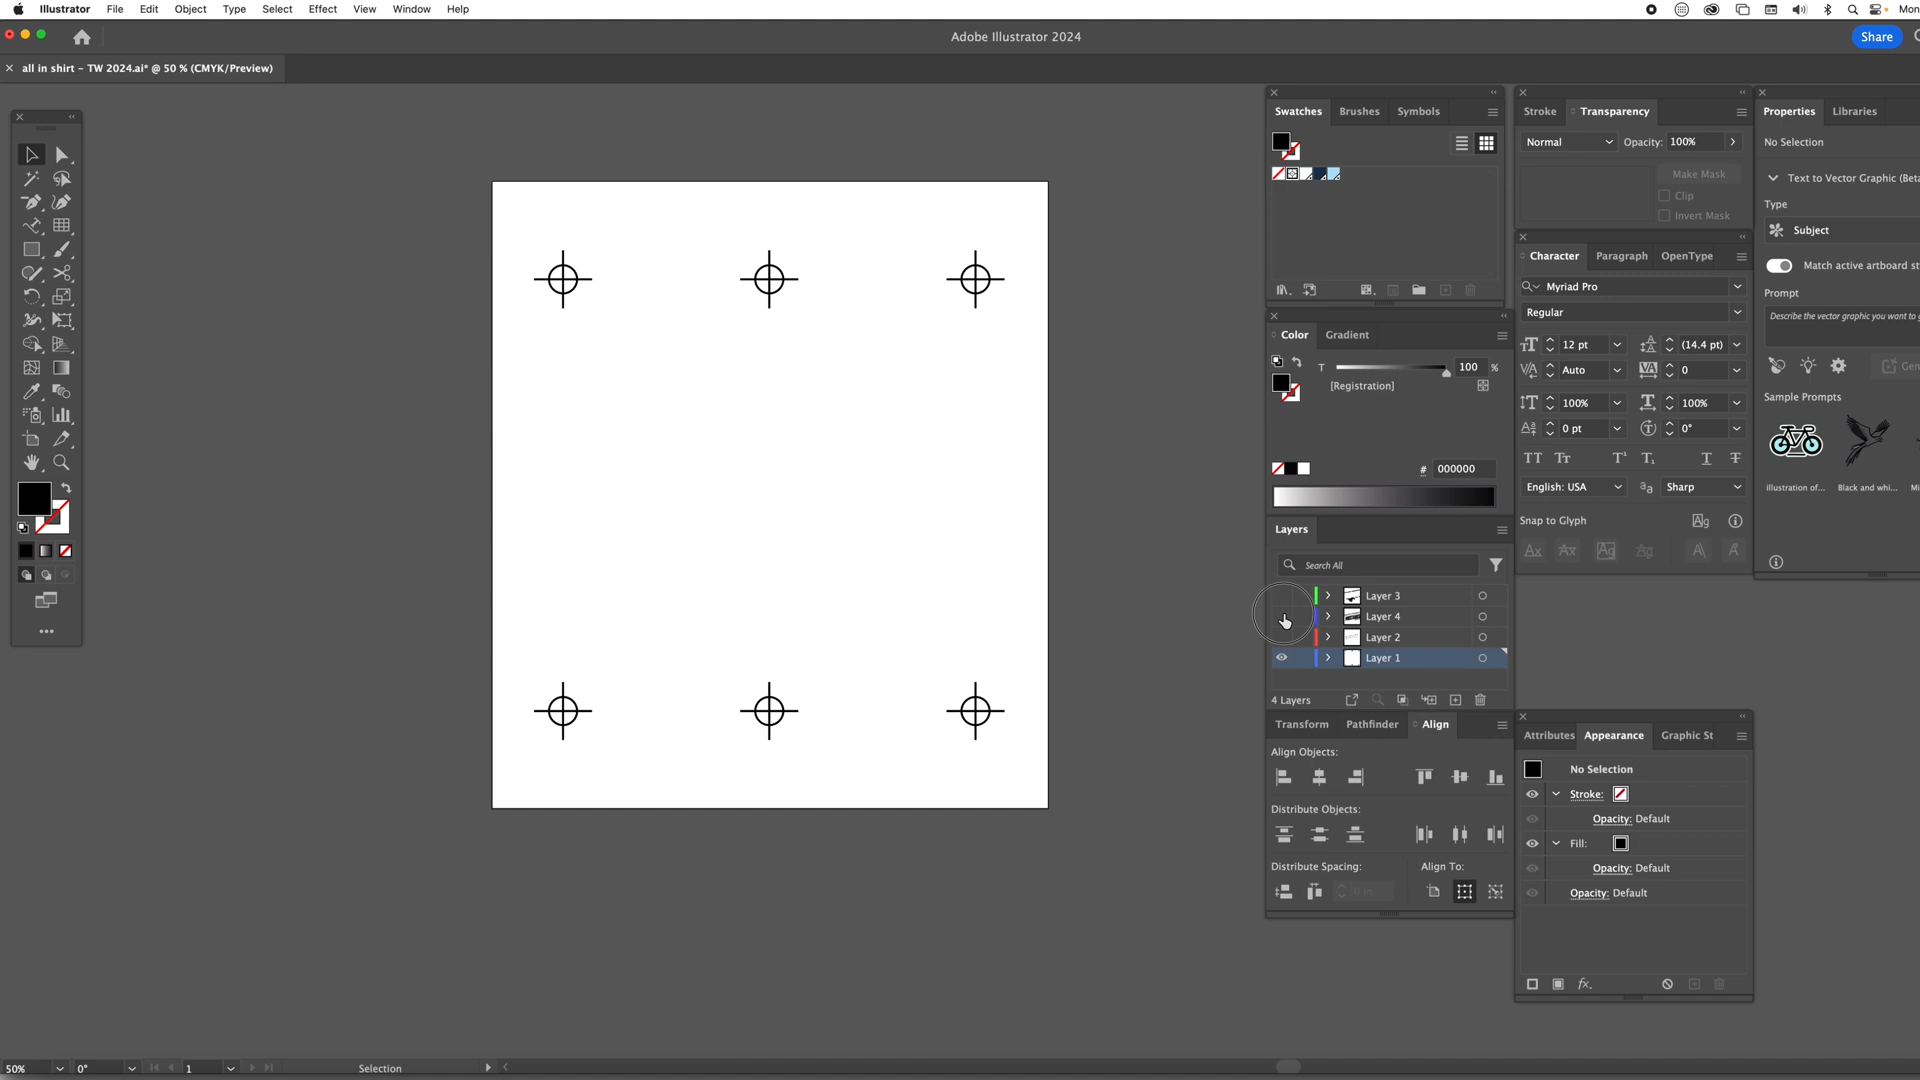 Illustrator File Edit Object Type Select Effect View Window Help Mon
Adobe Illustrator 2024
Share
all in shirt - TW 2024.ai* @ 50 % (CMYK/Preview)
Swatches Brushes Symbols
Stroke Transparency
Properties Libraries
Normal Opacity: 100%
No Selection
Make Mask
Clip
Invert Mask
Text to Vector Graphic (Beta
Type
Subject
Character Paragraph OpenType
Match active artboard st
Myriad Pro
Prompt
Regular
Describe the vector graphic you want to g
Color Gradient
12 pt (14.4 pt)
T 100 %
[Registration]
Auto 0
Gen
Sample Prompts
100% 100%
0 pt 0°
# 000000
English: USA Sharp
illustration of... Black and whi... Mi
Snap to Glyph
Layers
Search All
Layer 3
Layer 4
Layer 2
Layer 1
4 Layers
Transform Pathfinder Align
Align Objects:
Distribute Objects:
Distribute Spacing: Align To:
0 in
Attributes Appearance Graphic St
No Selection
Stroke:
Opacity: Default
Fill:
Opacity: Default
Opacity: Default
fx.
50% 0° 1 Selection